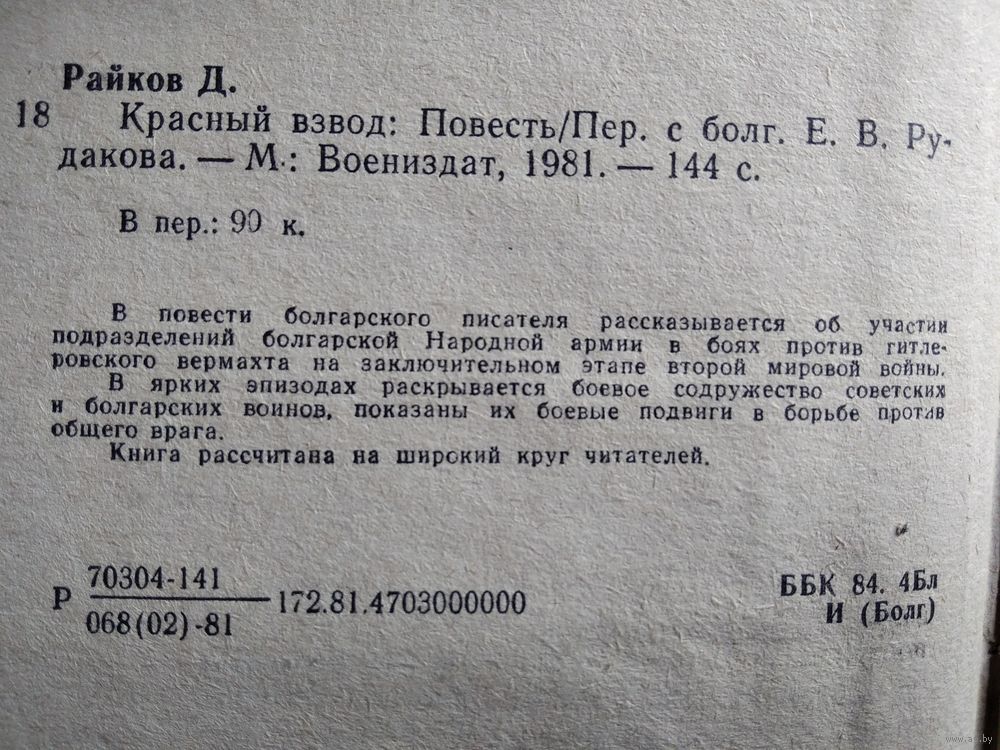 Райков Д.
18 Красный взвод: Повесть/Пер. с болг. Е. В. Ру-
дакова. — М.: Воениздат, 1981. — 144 с.
В пер.: 90 к.
В повести болгарского писателя рассказывается об участии
подразделений болгарской Народной армии в боях против гитле-
ровского вермахта на заключительном этапе второй мировой войны.
В ярких эпизодах раскрывается боевое содружество советских
и болгарских воинов, показаны их боевые подвиги в борьбе против
общего врага.
Книга рассчитана на широкий круг читателей.
Р 70304-141
068(02)-81 172.81.4703000000
ББК 84. 4Бл
И (Болг)